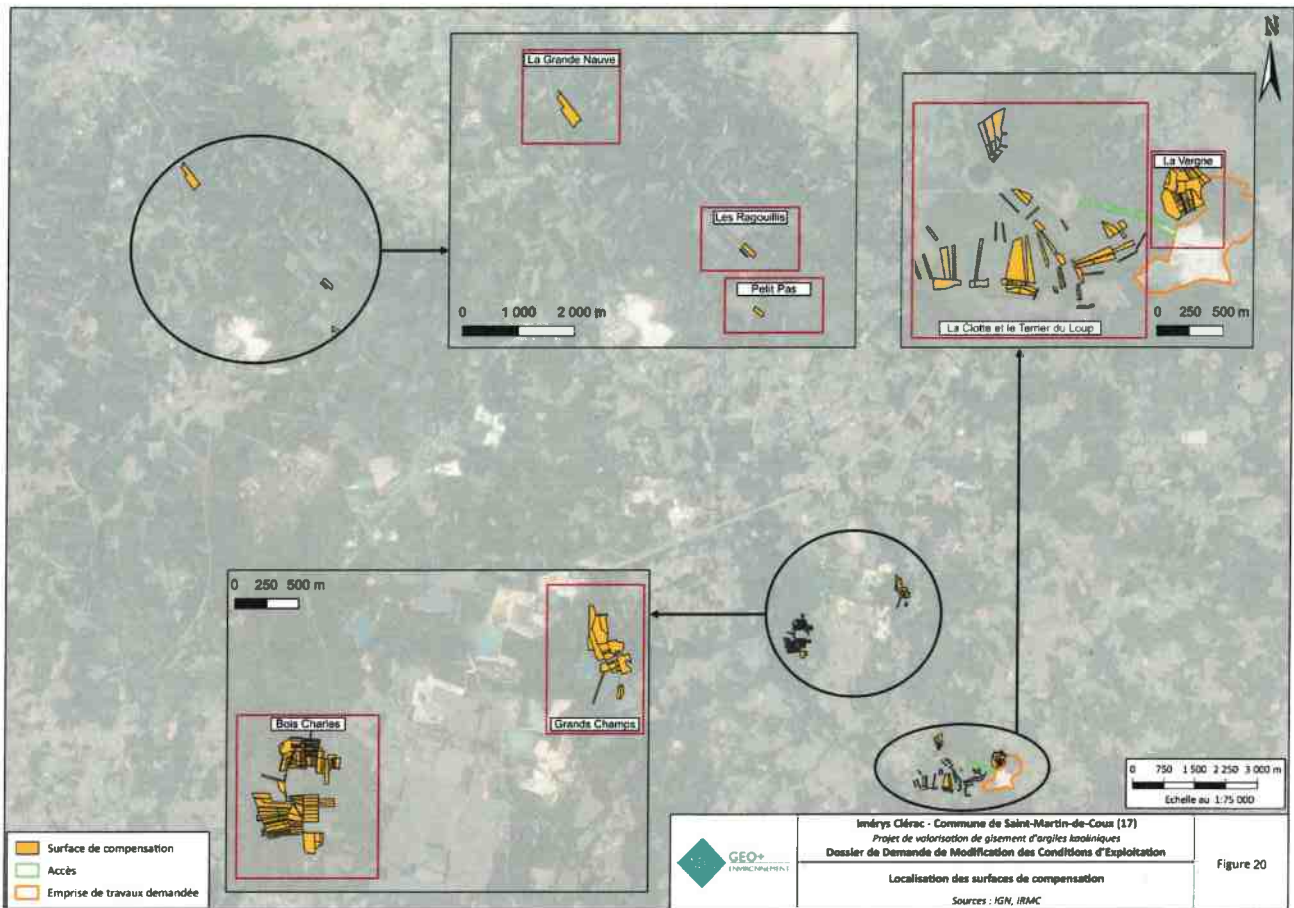 N
La Grande Nauve
Les Ragouillis
Petit Pas
0 1 000 2 000 m
La Vergne
La Clotte et le Terrier du Loup
0 250 500 m
0 250 500 m
Bois Charles
Grands Champs
0 750 1 500 2 250 3 000 m
Echelle au 1:75 000
Surface de compensation
Accès
Emprise de travaux demandée
GEO+
ENVIRONNEMENT
Imérys Clérac - Commune de Saint-Martin-de-Coux (17)
Projet de valorisation de gisement d'argiles kaoliniques
Dossier de Demande de Modification des Conditions d'Exploitation
Localisation des surfaces de compensation
Sources : IGN, IRMC
Figure 20